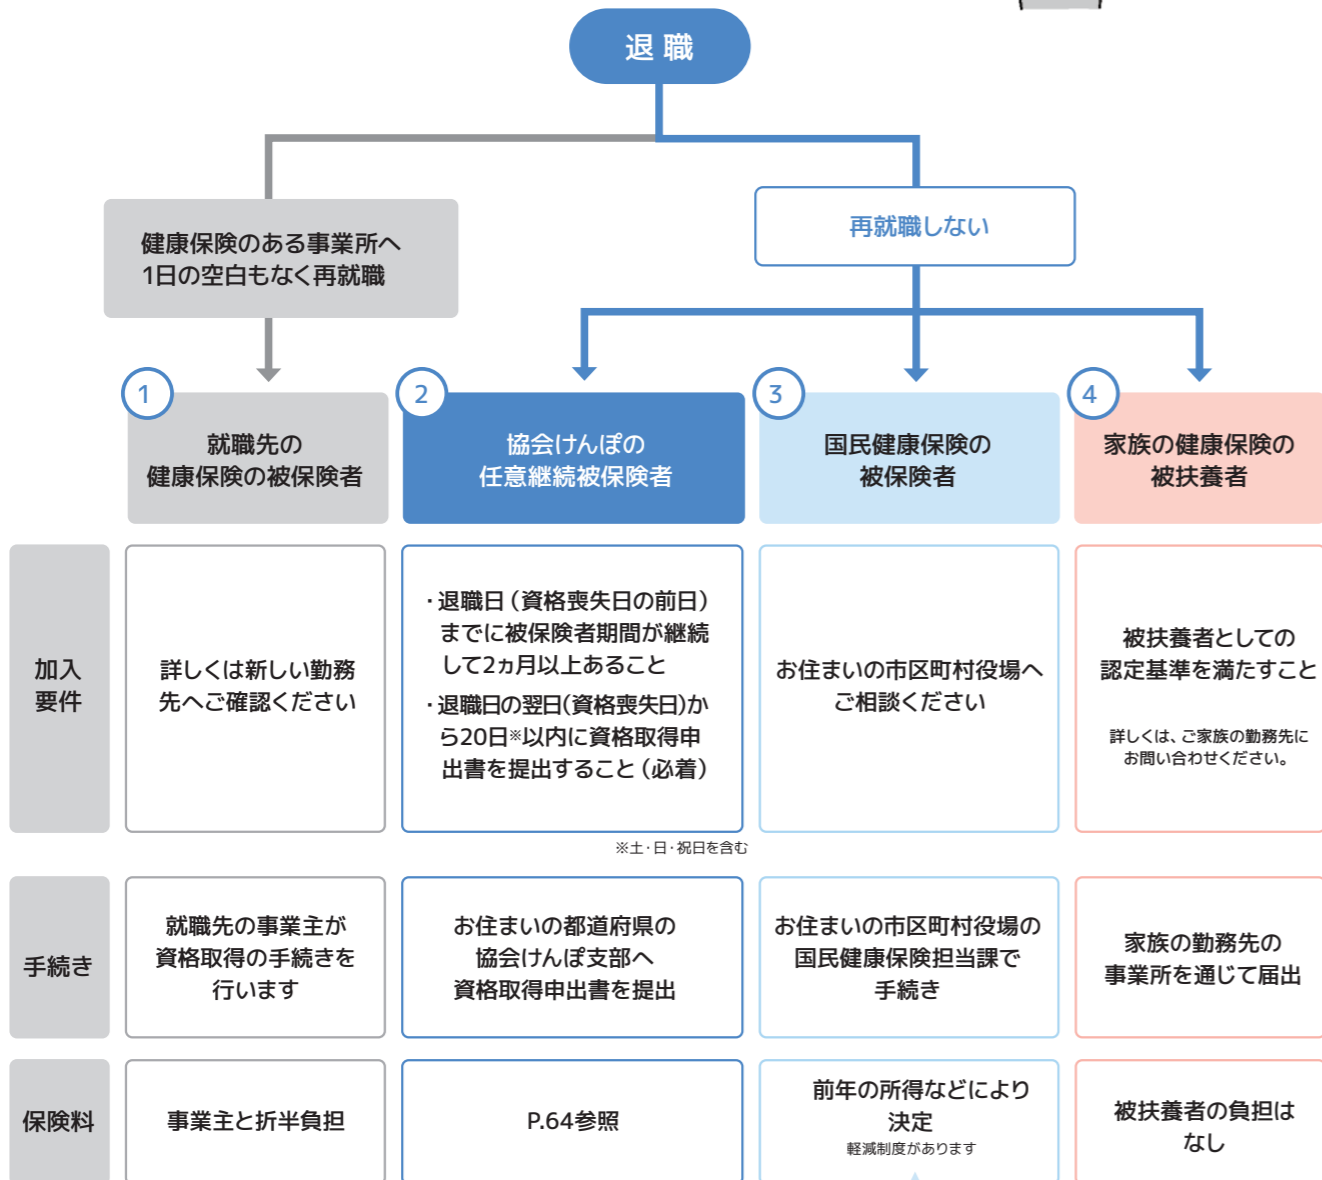 退職
健康保険のある事業所へ
1日の空白もなく再就職
再就職しない
1
就職先の
健康保険の被保険者
2
協会けんぽの
任意継続被保険者
3
国民健康保険の
被保険者
4
家族の健康保険の
被扶養者
加入
要件
詳しくは新しい勤務
先へご確認ください
・退職日（資格喪失日の前日）
までに被保険者期間が継続
して2ヵ月以上あること
・退職日の翌日(資格喪失日)か
ら20日※以内に資格取得申
出書を提出すること（必着）
お住まいの市区町村役場へ
ご相談ください
被扶養者としての
認定基準を満たすこと
詳しくは、ご家族の勤務先に
お問い合わせください。
※土・日・祝日を含む
手続き
就職先の事業主が
資格取得の手続きを
行います
お住まいの都道府県の
協会けんぽ支部へ
資格取得申出書を提出
お住まいの市区町村役場の
国民健康保険担当課で
手続き
家族の勤務先の
事業所を通じて届出
保険料
事業主と折半負担
P.64参照
前年の所得などにより
決定
軽減制度があります
被扶養者の負担は
なし